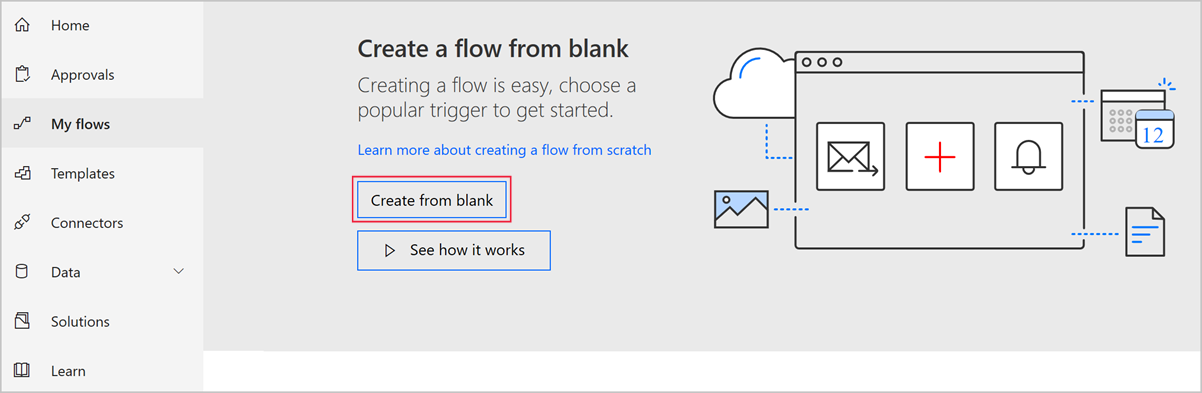 Home
Approvals
My flows
Templates
Connectors
Data
Solutions
Learn
Create a flow from blank
Creating a flow is easy, choose a
popular trigger to get started.
Learn more about creating a flow from scratch
Create from blank
See how it works
12